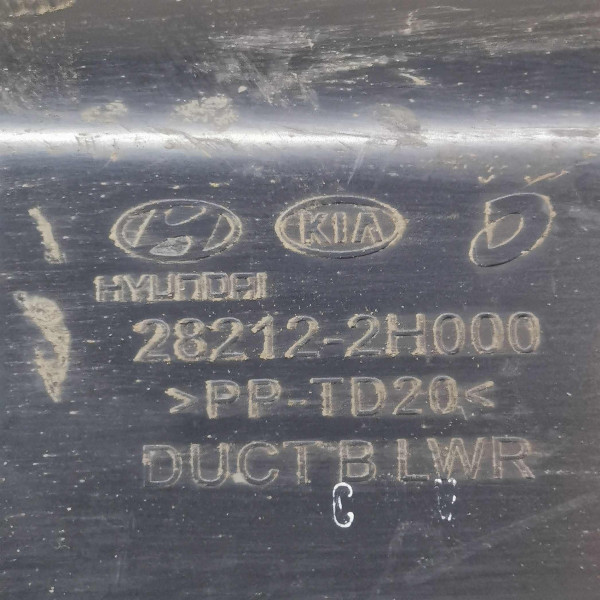 KIA
HYUNDAI
28212-2H000
>PP-TD20<
DUCT B LWR
C